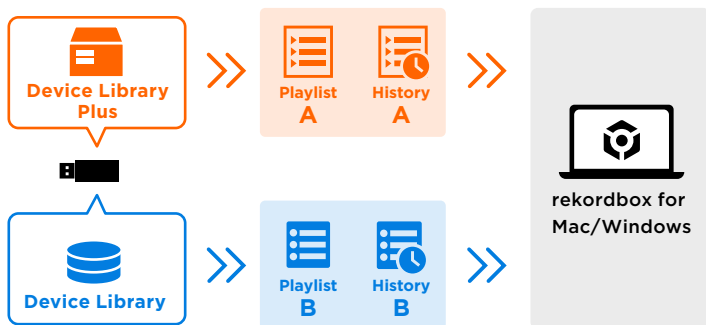 Device Library
Plus
Playlist
A
History
A
rekordbox for
Mac/Windows
Device Library
Playlist
B
History
B